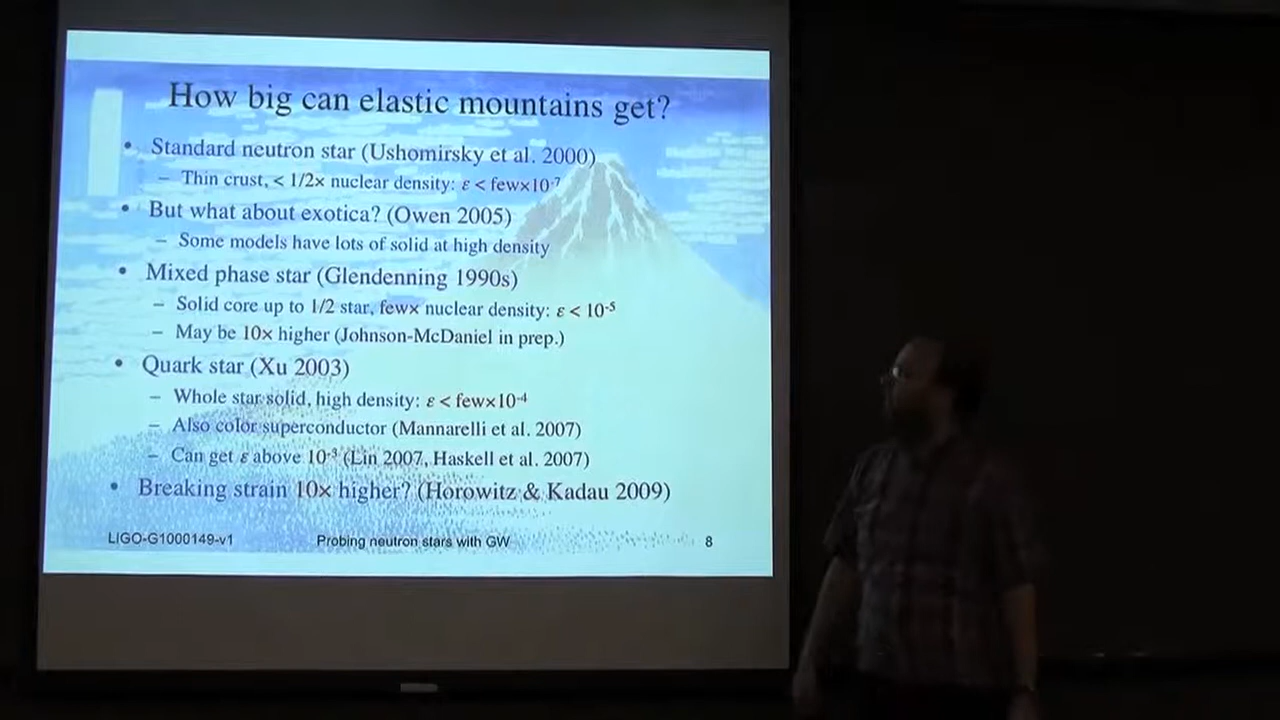 How big can elastic mountains get?
• Standard neutron star (Ushomirsky et al. 2000)
– Thin crust, < 1/2× nuclear density: ε < few×10⁻⁷
• But what about exotica? (Owen 2005)
– Some models have lots of solid at high density
• Mixed phase star (Glendenning 1990s)
– Solid core up to 1/2 star, few× nuclear density: ε < 10⁻⁵
– May be 10× higher (Johnson-McDaniel in prep.)
• Quark star (Xu 2003)
– Whole star solid, high density: ε < few×10⁻⁴
– Also color superconductor (Mannarelli et al. 2007)
– Can get ε above 10⁻³ (Lin 2007, Haskell et al. 2007)
• Breaking strain 10× higher? (Horowitz & Kadau 2009)
LIGO-G1000149-v1 Probing neutron stars with GW 8